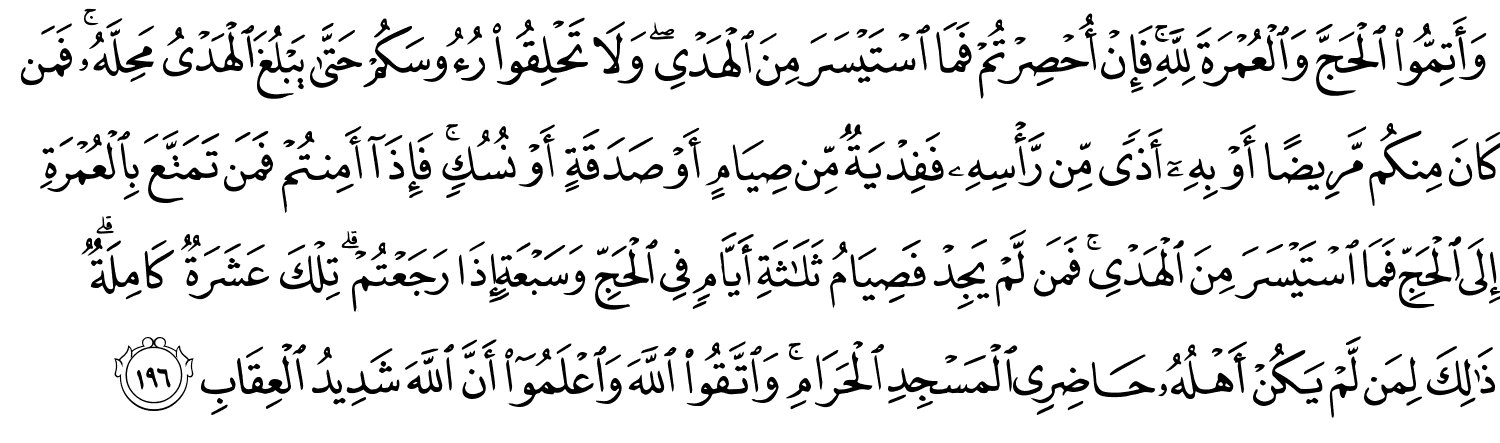 وَأَتِمُّوا۟ ٱلْحَجَّ وَٱلْعُمْرَةَ لِلَّهِ ۚ فَإِنْ أُحْصِرْتُمْ فَمَا ٱسْتَيْسَرَ مِنَ ٱلْهَدْىِ ۖ وَلَا تَحْلِقُوا۟ رُءُوسَكُمْ حَتَّىٰ يَبْلُغَ ٱلْهَدْىُ مَحِلَّهُۥ ۚ فَمَن
كَانَ مِنكُم مَّرِيضًا أَوْ بِهِۦٓ أَذًى مِّن رَّأْسِهِۦ فَفِدْيَةٌ مِّن صِيَامٍ أَوْ صَدَقَةٍ أَوْ نُسُكٍ ۚ فَإِذَآ أَمِنتُمْ فَمَن تَمَتَّعَ بِٱلْعُمْرَةِ
إِلَى ٱلْحَجِّ فَمَا ٱسْتَيْسَرَ مِنَ ٱلْهَدْىِ ۚ فَمَن لَّمْ يَجِدْ فَصِيَامُ ثَلَـٰثَةِ أَيَّامٍ فِى ٱلْحَجِّ وَسَبْعَةٍ إِذَا رَجَعْتُمْ ۗ تِلْكَ عَشَرَةٌ كَامِلَةٌ ۗ
ذَٰلِكَ لِمَن لَّمْ يَكُنْ أَهْلُهُۥ حَاضِرِى ٱلْمَسْجِدِ ٱلْحَرَامِ ۚ وَٱتَّقُوا۟ ٱللَّهَ وَٱعْلَمُوٓا۟ أَنَّ ٱللَّهَ شَدِيدُ ٱلْعِقَابِ ١٩٦